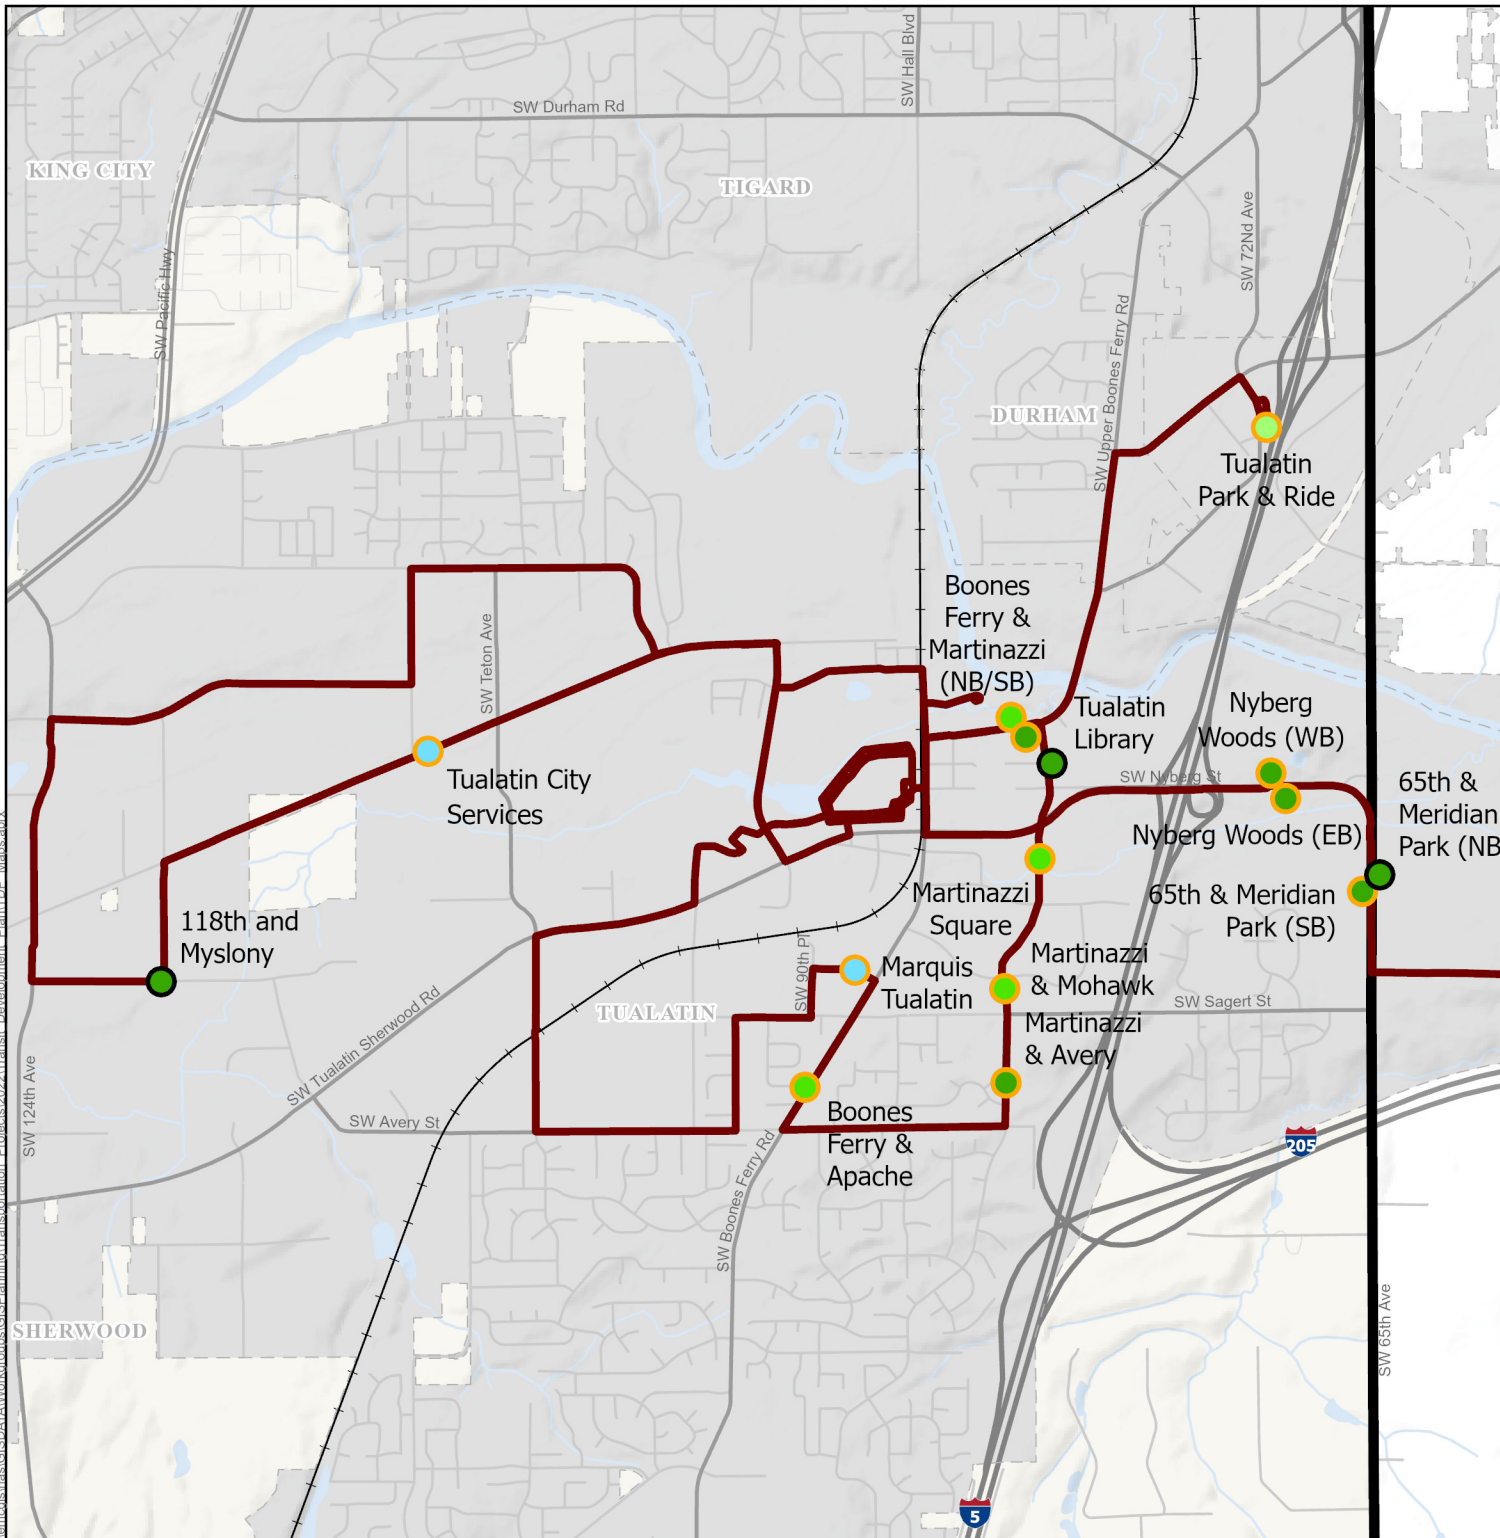 SW Hall Blvd
SW Durham Rd
KING CITY
TIGARD
SW 72Nd Ave
SW Pacific Hwy
SW Upper Boones Ferry Rd
DURHAM
Tualatin
Park & Ride
Boones
Ferry &
Martinazzi
(NB/SB)
SW Teton Ave
Tualatin
Library
Nyberg
Woods (WB)
Tualatin City
Services
SW Nyberg St
65th &
Meridian
Park (NB
Nyberg Woods (EB)
Martinazzi
Square
65th & Meridian
Park (SB)
118th and
Myslony
SW 90th Pl
Marquis
Tualatin
Martinazzi
& Mohawk
SW Sagert St
TUALATIN
Martinazzi
& Avery
SW Tualatin Sherwood Rd
SW 124th Ave
SW Avery St
Boones
Ferry &
Apache
205
SW Boones Ferry Rd
SHERWOOD
SW 65th Ave
5